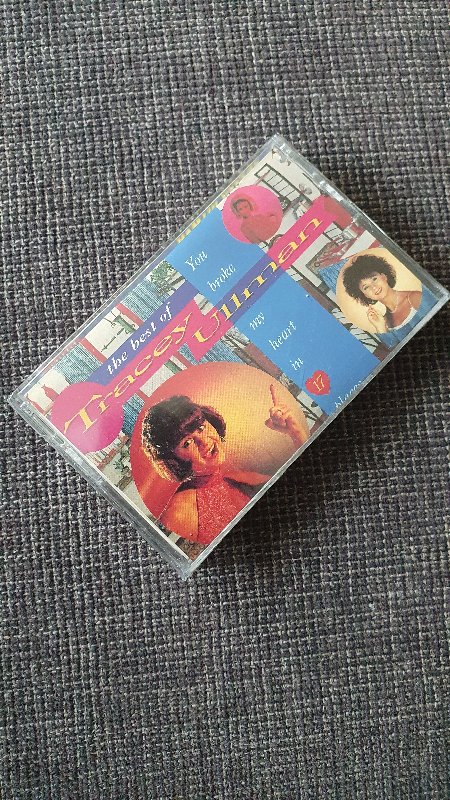 the best of
Tracey
Ullman
You
broke
my
heart
in
17